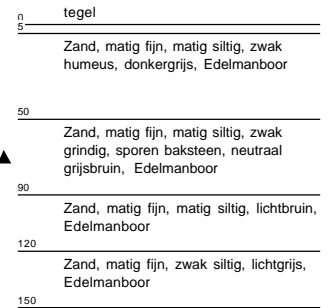 0 tegel
5
Zand, matig fijn, matig siltig, zwak
humeus, donkergrijs, Edelmanboor
50
Zand, matig fijn, matig siltig, zwak
grindig, sporen baksteen, neutraal
grijsbruin, Edelmanboor
90
Zand, matig fijn, matig siltig, lichtbruin,
Edelmanboor
120
Zand, matig fijn, zwak siltig, lichtgrijs,
Edelmanboor
150